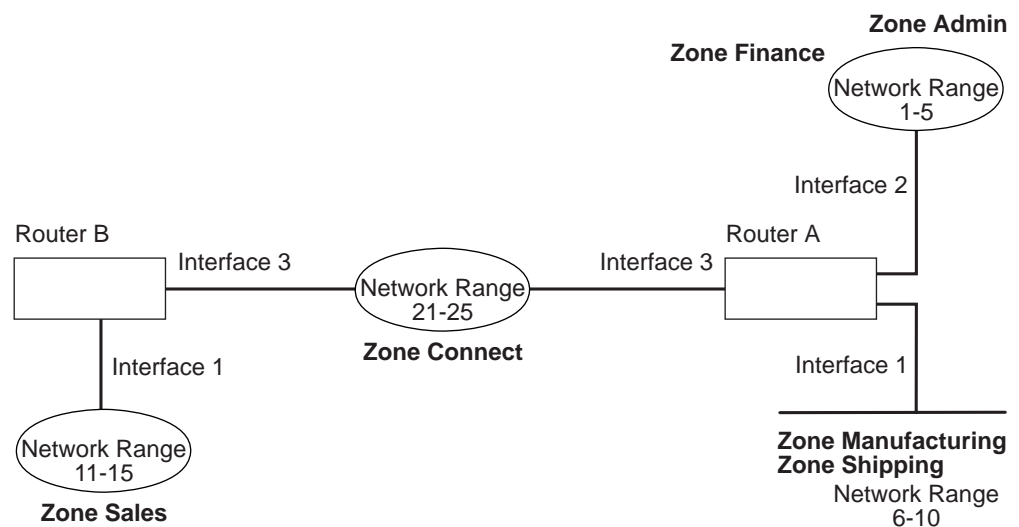 Zone Admin
Zone Finance
Network Range
1-5
Interface 2
Router B
Router A
Interface 3
Interface 3
Network Range
21-25
Zone Connect
Interface 1
Interface 1
Network Range
11-15
Zone Sales
Zone Manufacturing
Zone Shipping
Network Range
6-10